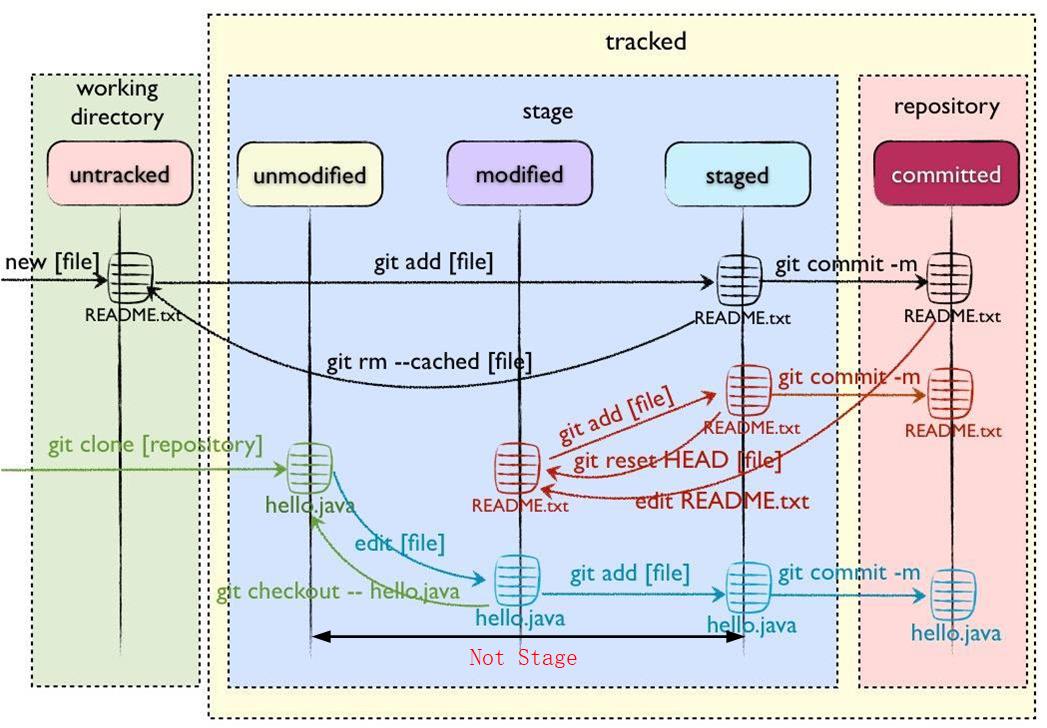 tracked
working
directory
stage
repository
untracked
unmodified
modified
staged
committed
new [file]
git add [file]
git commit -m
README.txt
README.txt
README.txt
git rm --cached [file]
git add [file]
git commit -m
README.txt
README.txt
git clone [repository]
git reset HEAD [file]
hello.java
README.txt
edit README.txt
edit [file]
git add [file]
git commit -m
git checkout -- hello.java
hello.java
hello.java
hello.java
Not Stage